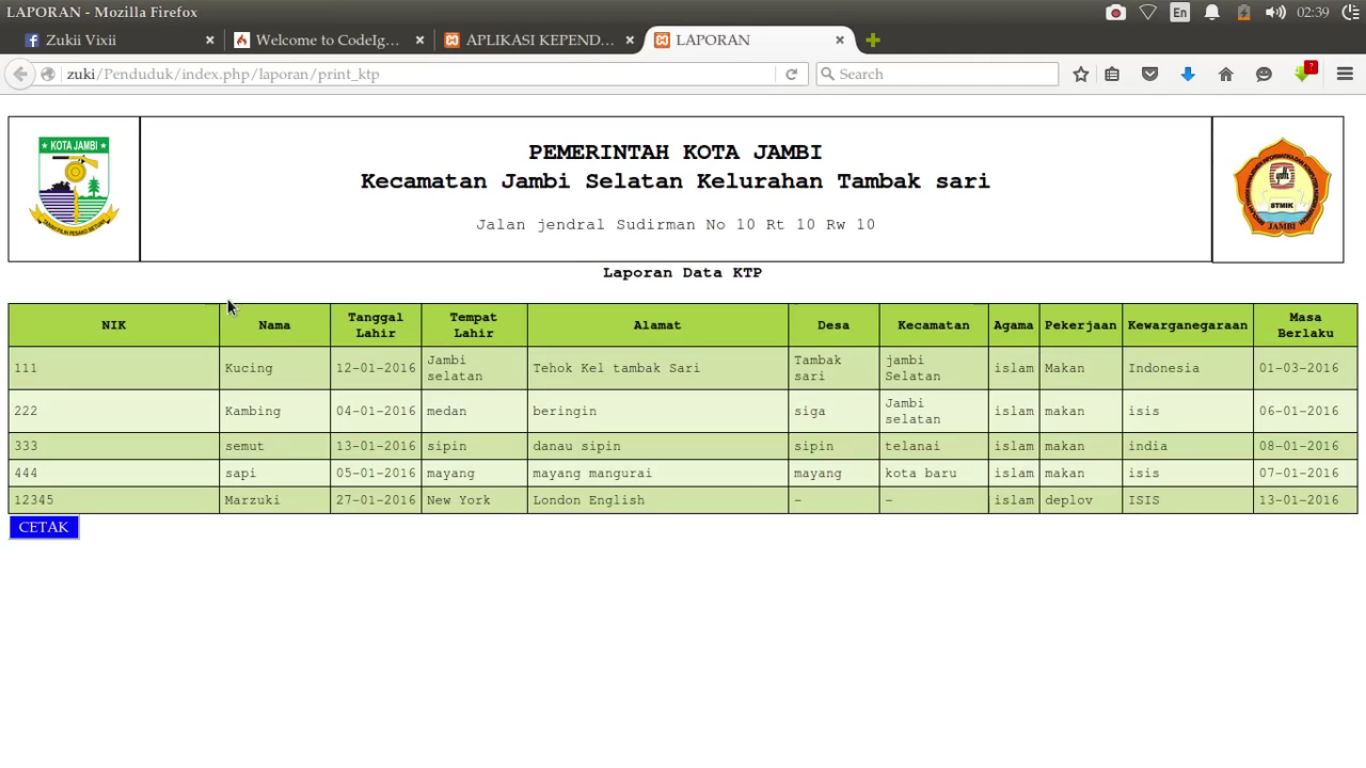 LAPORAN - Mozilla Firefox
En
02:39
Zukii Vixii
Welcome to CodeIg...
APLIKASI KEPEND...
LAPORAN
zuki/Penduduk/index.php/laporan/print_ktp
Search
?
KOTA JAMBI
PEMERINTAH KOTA JAMBI
Kecamatan Jambi Selatan Kelurahan Tambak sari
Jalan jendral Sudirman No 10 Rt 10 Rw 10
STMIK
JAMBI
Laporan Data KTP
NIK Nama Tanggal Lahir Tempat Lahir Alamat Desa Kecamatan Agama Pekerjaan Kewarganegaraan Masa Berlaku
111 Kucing 12-01-2016 Jambi selatan Tehok Kel tambak Sari Tambak sari jambi Selatan islam Makan Indonesia 01-03-2016
222 Kambing 04-01-2016 medan beringin siga Jambi selatan islam makan isis 06-01-2016
333 semut 13-01-2016 sipin danau sipin sipin telanai islam makan india 08-01-2016
444 sapi 05-01-2016 mayang mayang mangurai mayang kota baru islam makan isis 07-01-2016
12345 Marzuki 27-01-2016 New York London English - - islam deplov ISIS 13-01-2016
CETAK